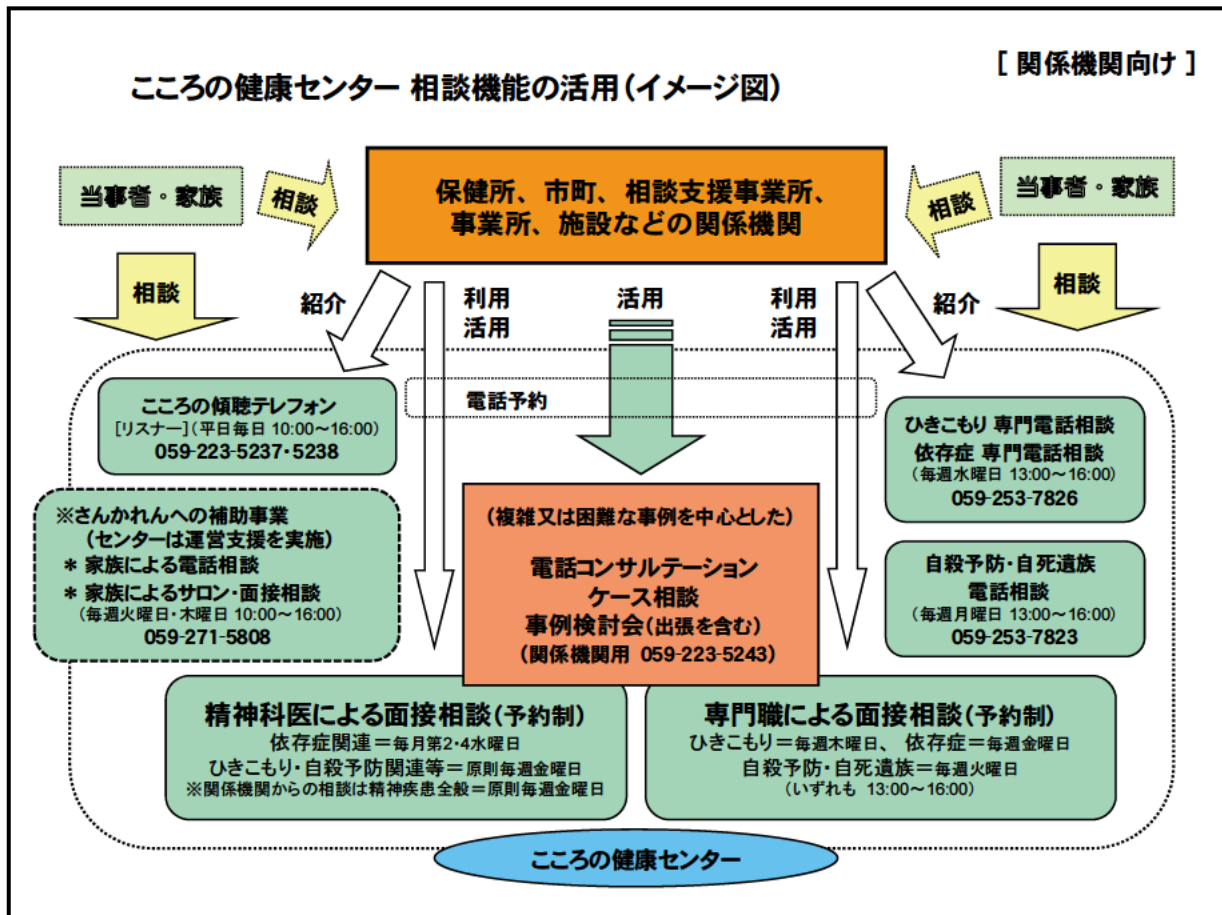 [ 関係機関向け ]
こころの健康センター 相談機能の活用(イメージ図)
当事者・家族
相談
保健所、市町、相談支援事業所、
事業所、施設などの関係機関
相談
当事者・家族
相談
紹介
利用
活用
活用
利用
活用
紹介
相談
電話予約
こころの傾聴テレフォン
[リスナー](平日毎日 10:00~16:00)
059-223-5237・5238
※さんかれんへの補助事業
(センターは運営支援を実施)
* 家族による電話相談
* 家族によるサロン・面接相談
(毎週火曜日・木曜日 10:00~16:00)
059-271-5808
(複雑又は困難な事例を中心とした)
電話コンサルテーション
ケース相談
事例検討会(出張を含む)
(関係機関用 059-223-5243)
ひきこもり 専門電話相談
依存症 専門電話相談
(毎週水曜日 13:00~16:00)
059-253-7826
自殺予防・自死遺族
電話相談
(毎週月曜日 13:00~16:00)
059-253-7823
精神科医による面接相談(予約制)
依存症関連=毎月第2・4水曜日
ひきこもり・自殺予防関連等=原則毎週金曜日
※関係機関からの相談は精神疾患全般=原則毎週金曜日
専門職による面接相談(予約制)
ひきこもり=毎週木曜日、 依存症=毎週金曜日
自殺予防・自死遺族=毎週火曜日
(いずれも 13:00~16:00)
こころの健康センター